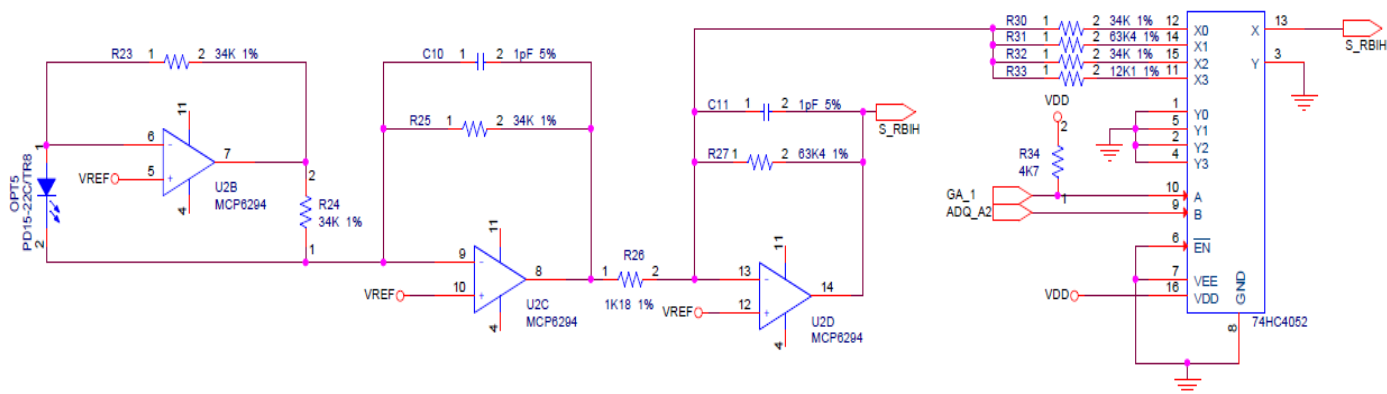 R23 1 2 34K 1%
11
6 -
5 +
7
VREF
U2B
MCP6294
4
1
OPT5
PD15-22C/TR8
2
2
R24
34K 1%
1
C10 1 2 1pF 5%
R25 1 2 34K 1%
11
9 -
10 +
8
VREF
U2C
MCP6294
4
R26
1 2
1K18 1%
C11 1 2 1pF 5%
S_RBIH
R27 1 2 63K4 1%
11
13 -
12 +
14
VREF
U2D
MCP6294
4
R30 1 2 34K 1% 12 X0
R31 1 2 63K4 1% 14 X1
R32 1 2 34K 1% 15 X2
R33 1 2 12K1 1% 11 X3
X 13
S_RBIH
Y 3
VDD
2
R34
4K7
1
1 Y0
5 Y1
2 Y2
4 Y3
GA_1 10 A
ADQ_A2 9 B
6 EN
7 VEE
VDD 16 VDD
GND
8
74HC4052